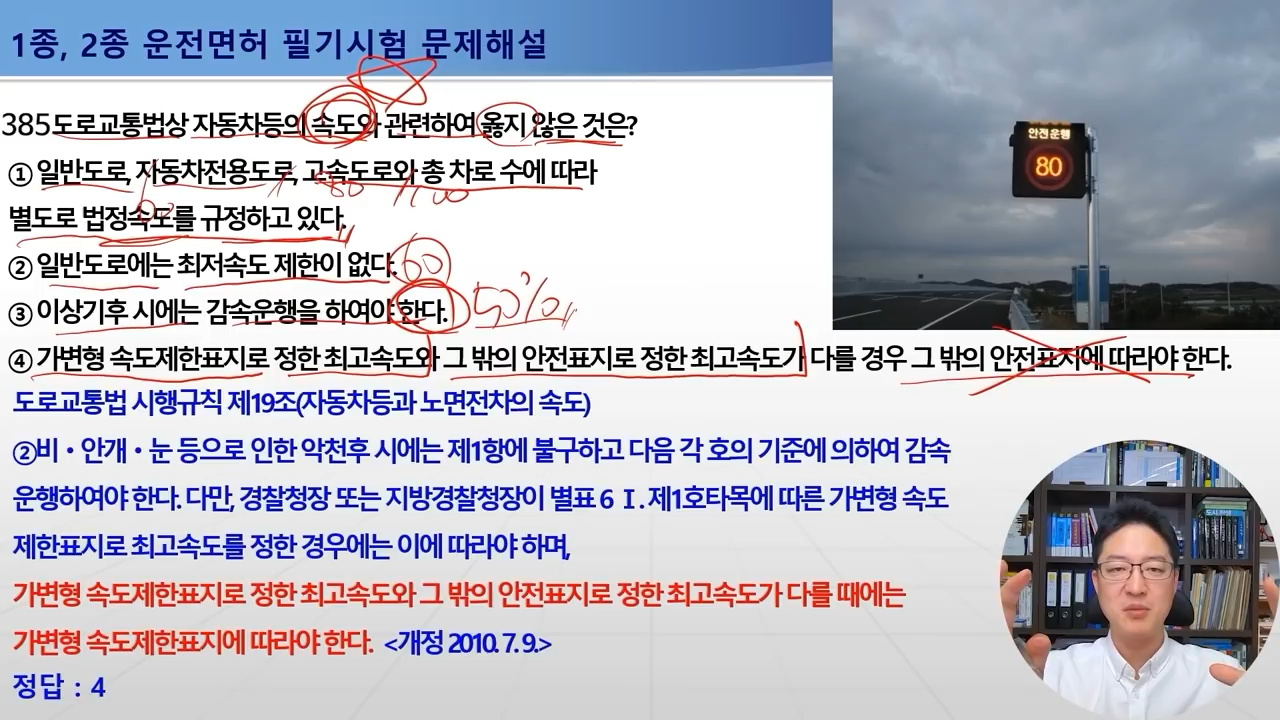 1종, 2종 운전면허 필기시험 문제해설
안전운행
80
385도로교통법상 자동차등의 속도와 관련하여 옳지 않은 것은?
① 일반도로, 자동차전용도로, 고속도로와 총 차로 수에 따라
별도로 법정속도를 규정하고 있다.
② 일반도로에는 최저속도 제한이 없다. 60
③ 이상기후 시에는 감속운행을 하여야 한다. 50%
④ 가변형 속도제한표지로 정한 최고속도와 그 밖의 안전표지로 정한 최고속도가 다를 경우 그 밖의 안전표지에 따라야 한다.
도로교통법 시행규칙 제19조(자동차등과 노면전차의 속도)
②비・안개・눈 등으로 인한 악천후 시에는 제1항에 불구하고 다음 각 호의 기준에 의하여 감속
운행하여야 한다. 다만, 경찰청장 또는 지방경찰청장이 별표 6 Ⅰ. 제1호타목에 따른 가변형 속도
제한표지로 최고속도를 정한 경우에는 이에 따라야 하며,
가변형 속도제한표지로 정한 최고속도와 그 밖의 안전표지로 정한 최고속도가 다를 때에는
가변형 속도제한표지에 따라야 한다. <개정 2010. 7. 9.>
정답 : 4